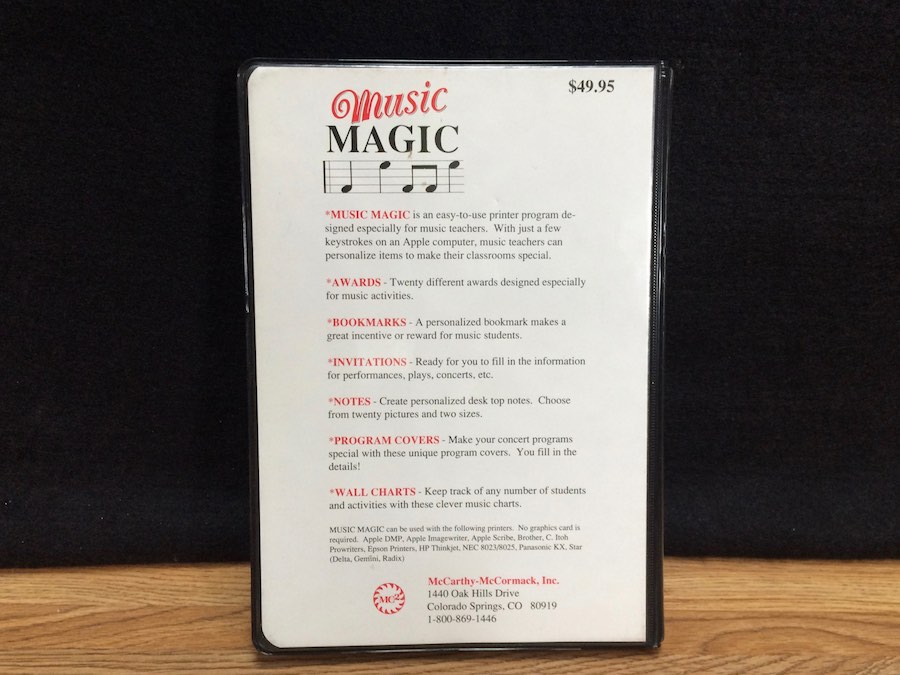 $49.95
Music
MAGIC
*MUSIC MAGIC is an easy-to-use printer program de-
signed especially for music teachers. With just a few
keystrokes on an Apple computer, music teachers can
personalize items to make their classrooms special.
*AWARDS - Twenty different awards designed especially
for music activities.
*BOOKMARKS - A personalized bookmark makes a
great incentive or reward for music students.
*INVITATIONS - Ready for you to fill in the information
for performances, plays, concerts, etc.
*NOTES - Create personalized desk top notes. Choose
from twenty pictures and two sizes.
*PROGRAM COVERS - Make your concert programs
special with these unique program covers. You fill in the
details!
*WALL CHARTS - Keep track of any number of students
and activities with these clever music charts.
MUSIC MAGIC can be used with the following printers. No graphics card is
required. Apple DMP, Apple Imagewriter, Apple Scribe, Brother, C. Itoh
Prowriters, Epson Printers, HP Thinkjet, NEC 8023/8025, Panasonic KX, Star
(Delta, Gemini, Radix)
MC2
McCarthy-McCormack, Inc.
1440 Oak Hills Drive
Colorado Springs, CO 80919
1-800-869-1446